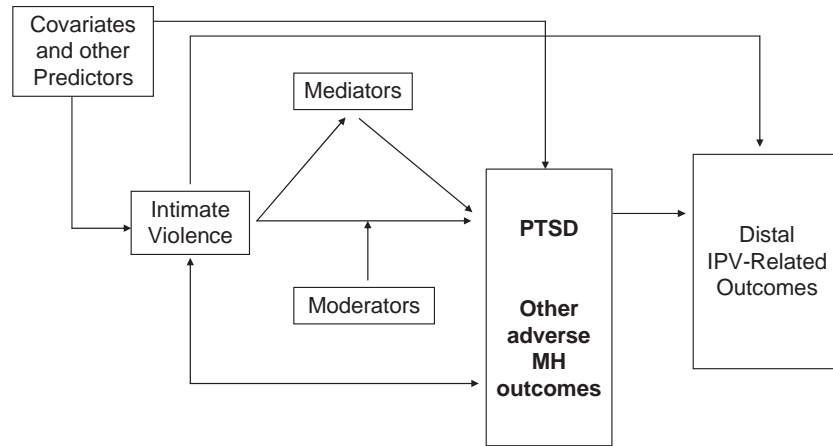 Covariates
and other
Predictors
Mediators
Intimate
Violence
Moderators
PTSD
Other
adverse
MH
outcomes
Distal
IPV-Related
Outcomes